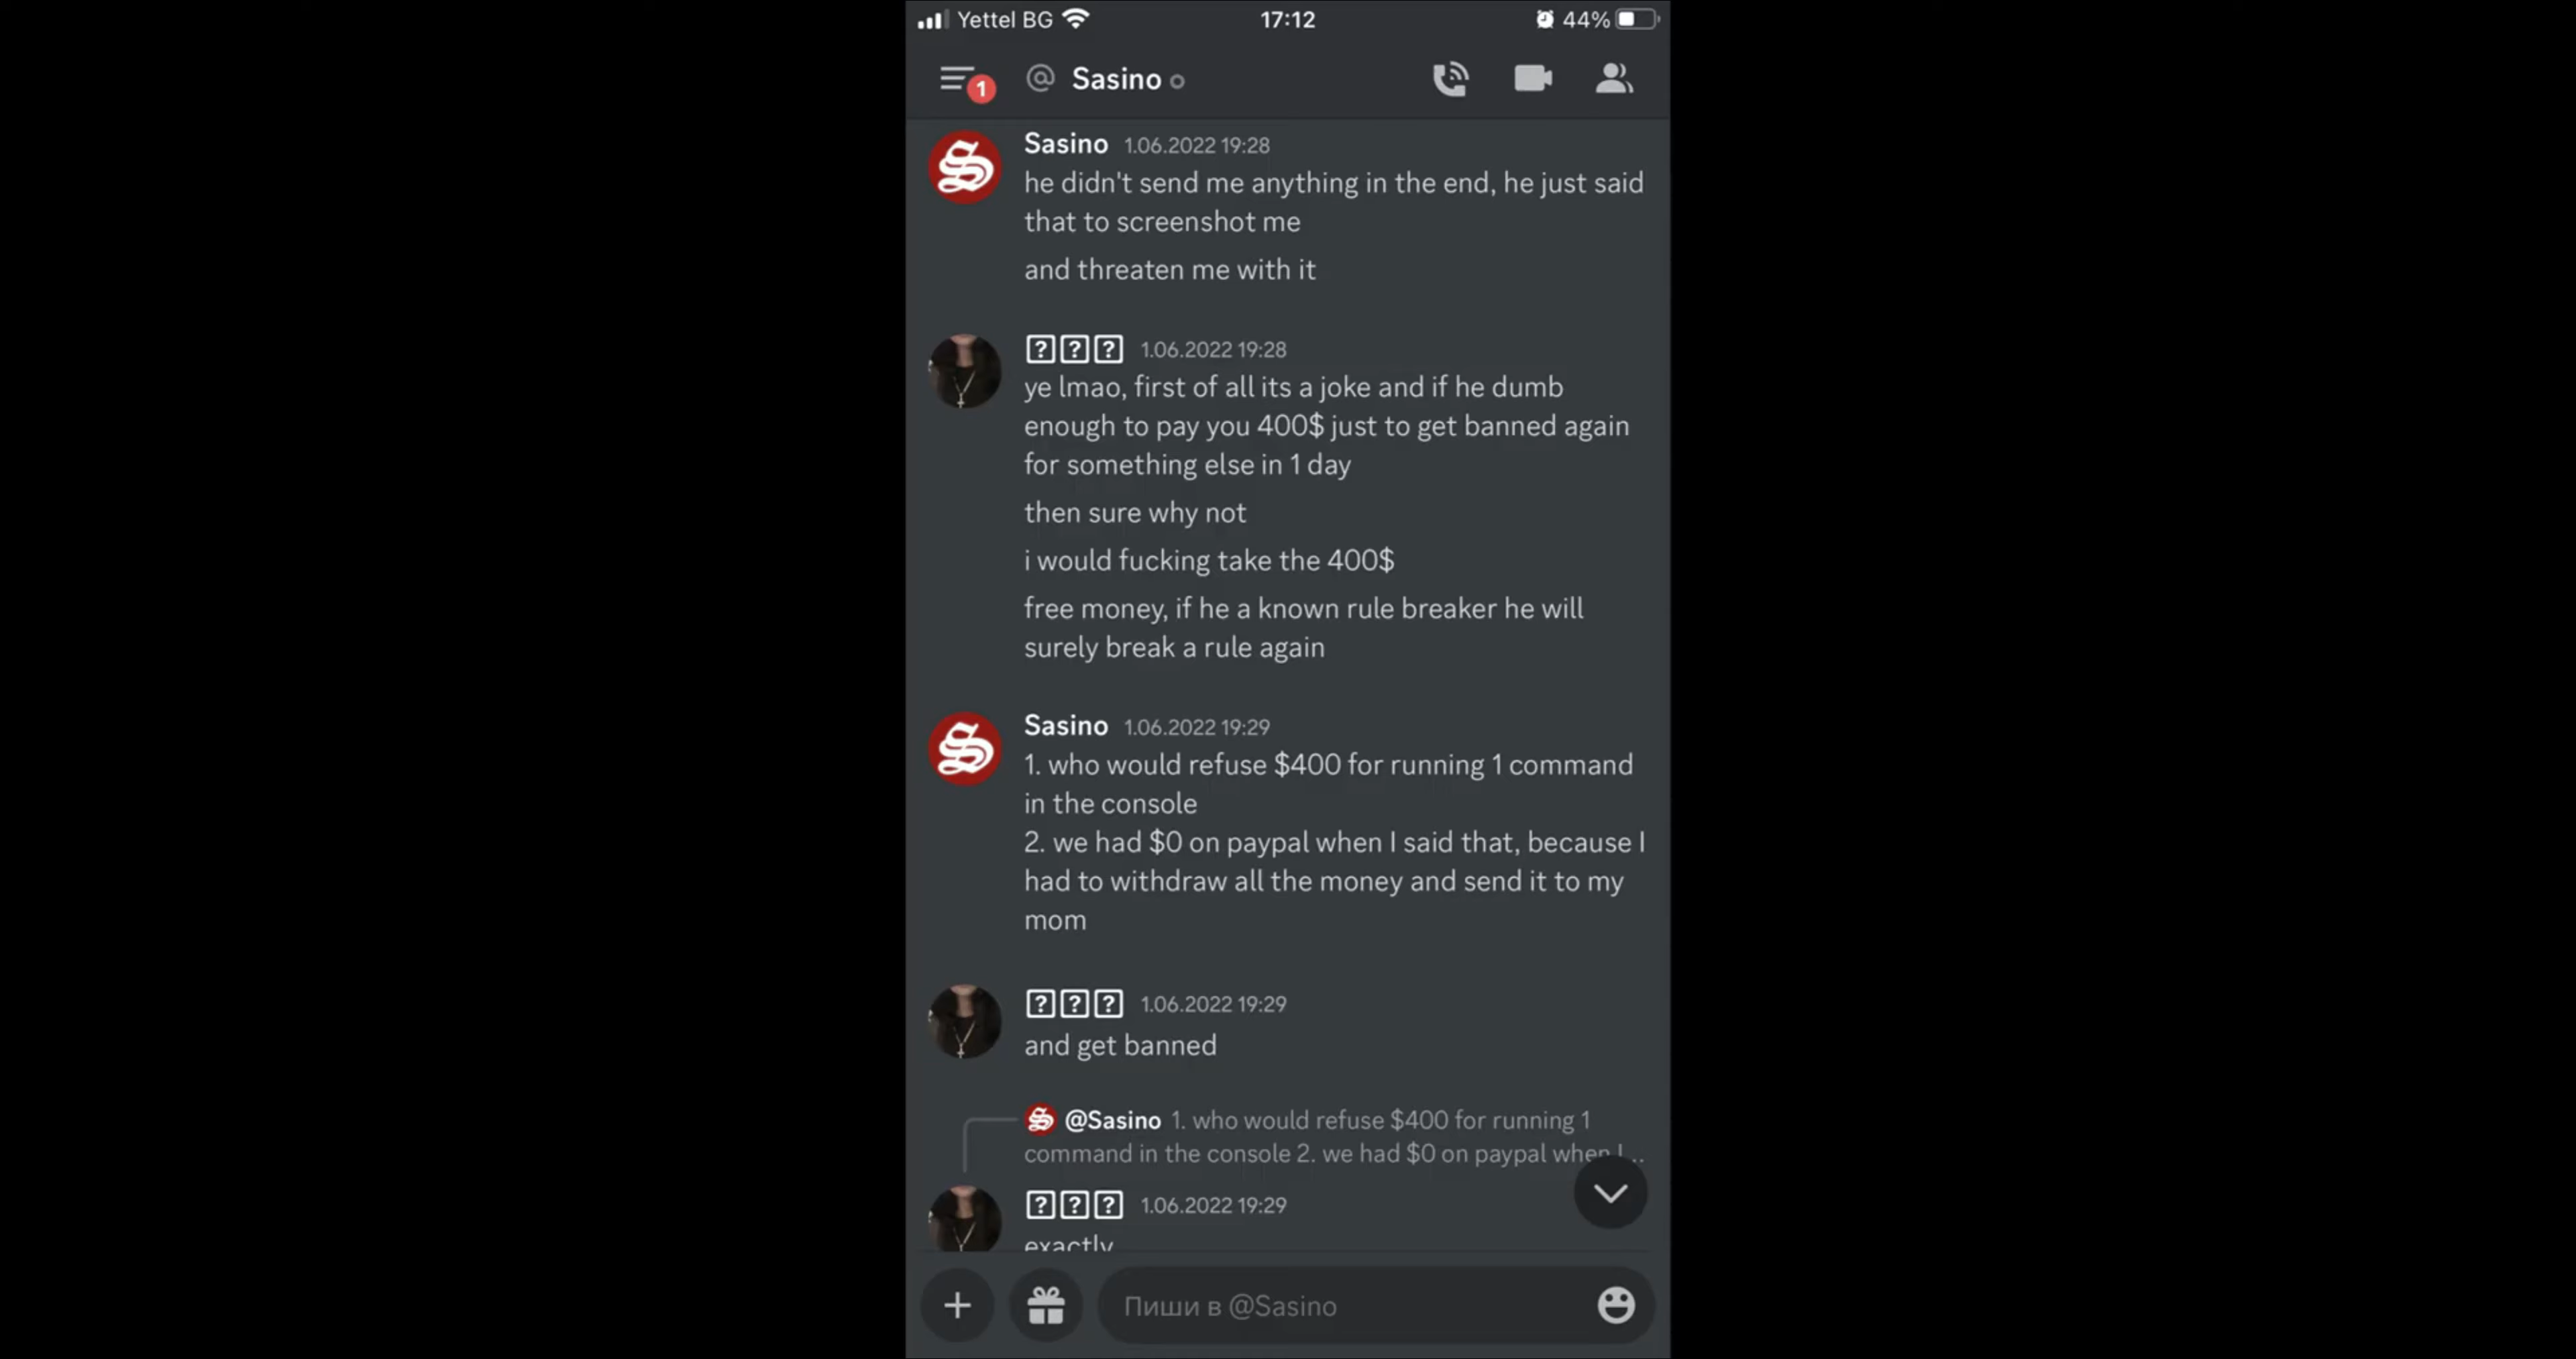 Yettel BG
17:12
44%
1
@ Sasino
Sasino 1.06.2022 19:28
he didn't send me anything in the end, he just said
that to screenshot me
and threaten me with it
1.06.2022 19:28
ye lmao, first of all its a joke and if he dumb
enough to pay you 400$ just to get banned again
for something else in 1 day
then sure why not
i would fucking take the 400$
free money, if he a known rule breaker he will
surely break a rule again
Sasino 1.06.2022 19:29
1. who would refuse $400 for running 1 command
in the console
2. we had $0 on paypal when I said that, because I
had to withdraw all the money and send it to my
mom
1.06.2022 19:29
and get banned
@Sasino 1. who would refuse $400 for running 1
command in the console 2. we had $0 on paypal when I ...
1.06.2022 19:29
exactly
Пиши в @Sasino